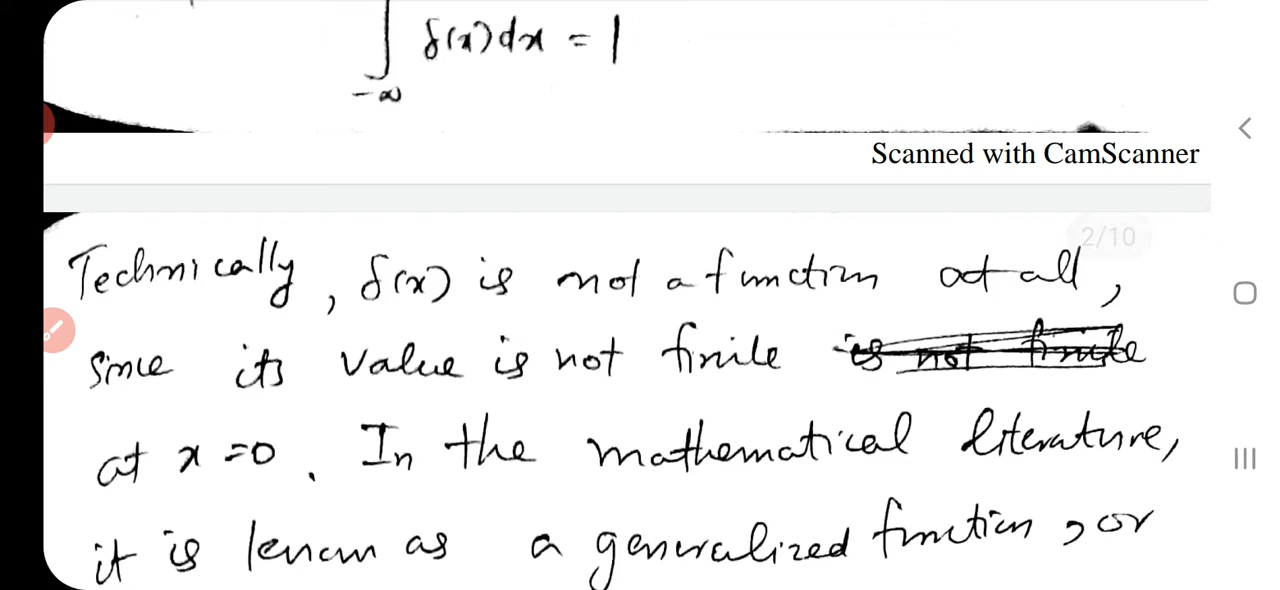 ∫ δ(x)dx = 1
-∞
Scanned with CamScanner
2/10
Technically, δ(x) is not a function at all,
since its value is not finite is not finite
at x=0. In the mathematical literature,
it is known as a generalized function, or